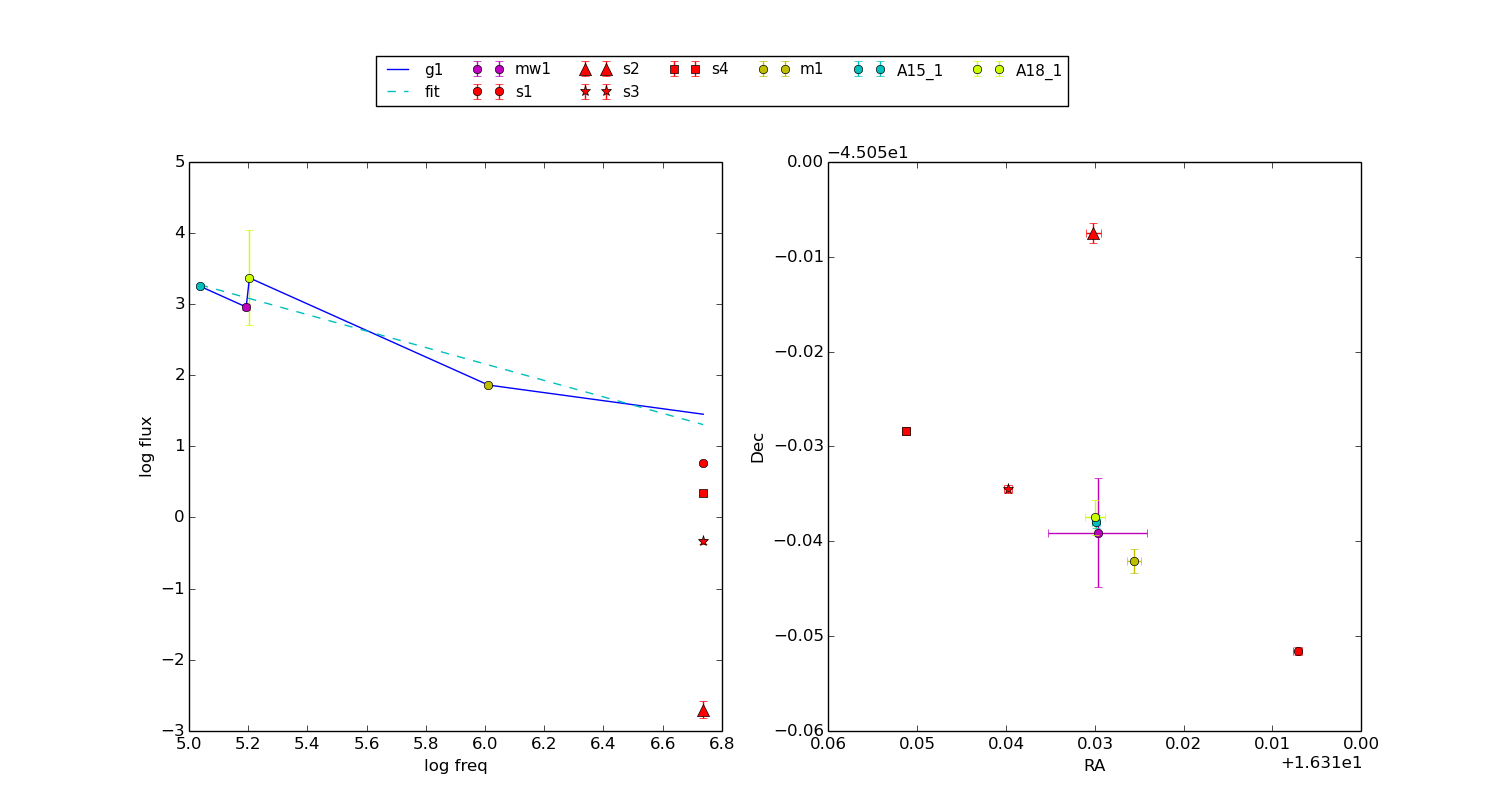 g1 mw1 s2 s4 m1 A15_1 A18_1
fit s1 s3
5
4
3
2
1
0
−1
−2
−3
log flux
5.0 5.2 5.4 5.6 5.8 6.0 6.2 6.4 6.6 6.8
log freq
−4.505e1
0.00
−0.01
−0.02
−0.03
−0.04
−0.05
−0.06
Dec
0.06 0.05 0.04 0.03 0.02 0.01 0.00
RA
+1.631e1